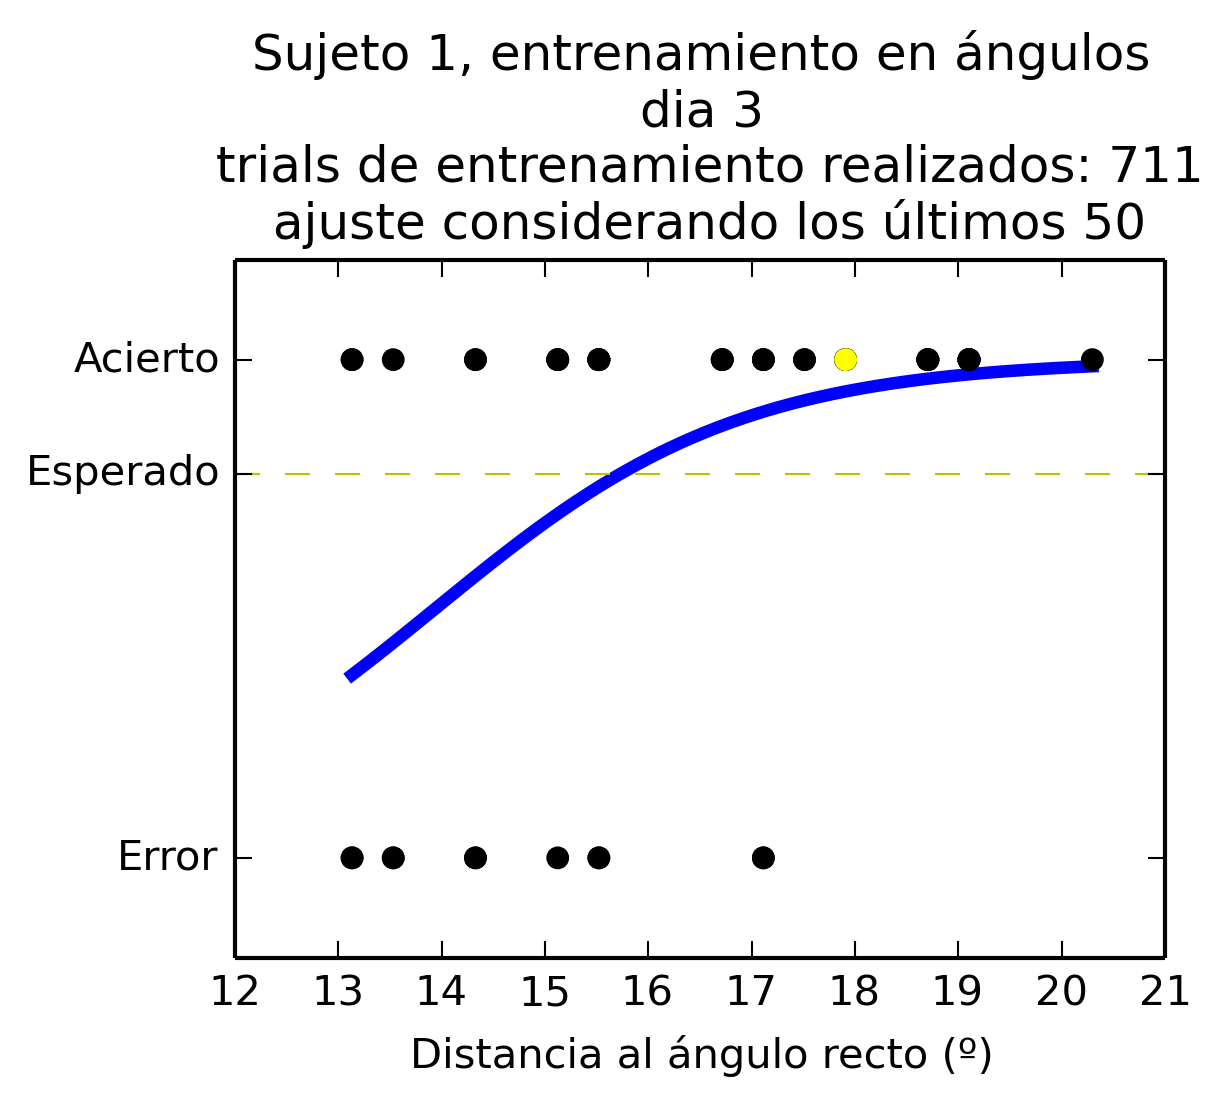 Sujeto 1, entrenamiento en ángulos
dia 3
trials de entrenamiento realizados: 711
ajuste considerando los últimos 50
Acierto
Esperado
Error
12 13 14 15 16 17 18 19 20 21
Distancia al ángulo recto (º)